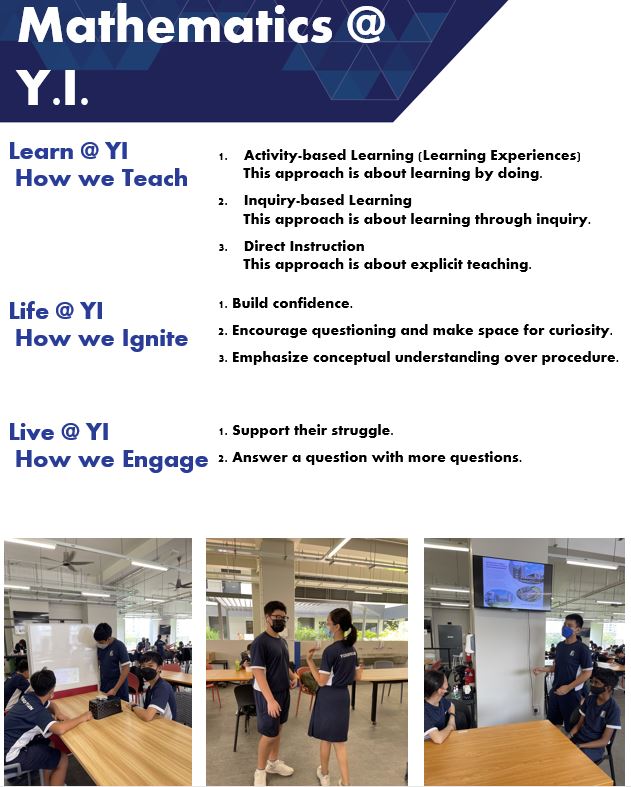 Mathematics @
Y.I.
Learn @ YI
How we Teach
1. Activity-based Learning (Learning Experiences)
This approach is about learning by doing.
2. Inquiry-based Learning
This approach is about learning through inquiry.
3. Direct Instruction
This approach is about explicit teaching.
Life @ YI
How we Ignite
1. Build confidence.
2. Encourage questioning and make space for curiosity.
3. Emphasize conceptual understanding over procedure.
Live @ YI
How we Engage
1. Support their struggle.
2. Answer a question with more questions.